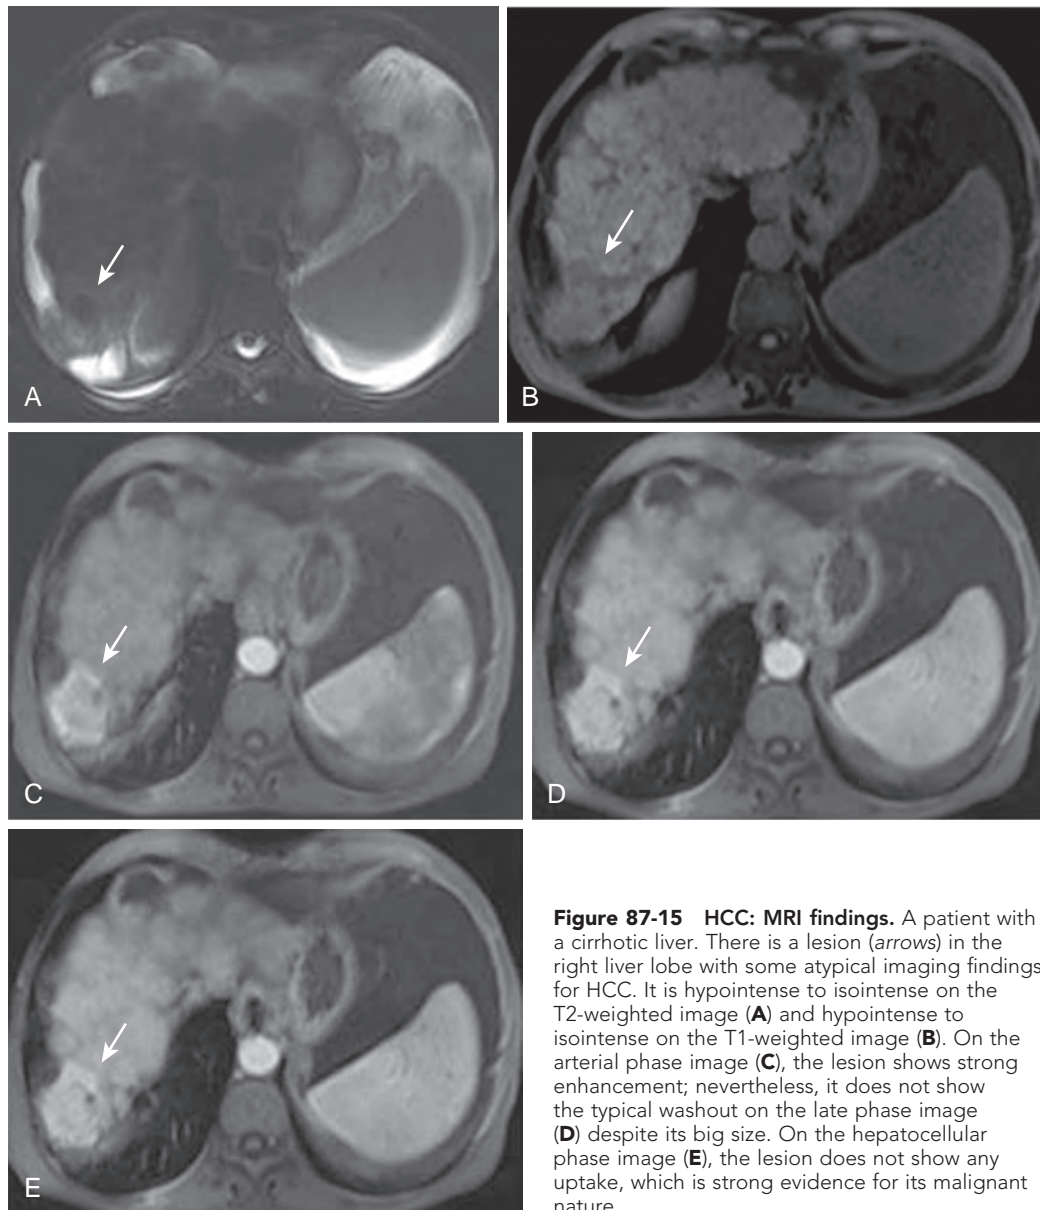 A
B
C
D
E
Figure 87-15 HCC: MRI findings. A patient with
a cirrhotic liver. There is a lesion (arrows) in the
right liver lobe with some atypical imaging findings
for HCC. It is hypointense to isointense on the
T2-weighted image (A) and hypointense to
isointense on the T1-weighted image (B). On the
arterial phase image (C), the lesion shows strong
enhancement; nevertheless, it does not show
the typical washout on the late phase image
(D) despite its big size. On the hepatocellular
phase image (E), the lesion does not show any
uptake, which is strong evidence for its malignant
nature.